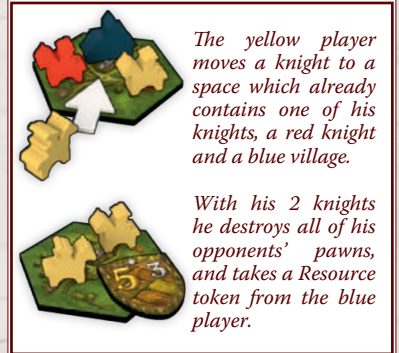 The yellow player
moves a knight to a
space which already
contains one of his
knights, a red knight
and a blue village.
With his 2 knights
he destroys all of his
opponents' pawns,
and takes a Resource
token from the blue
player.
5 3